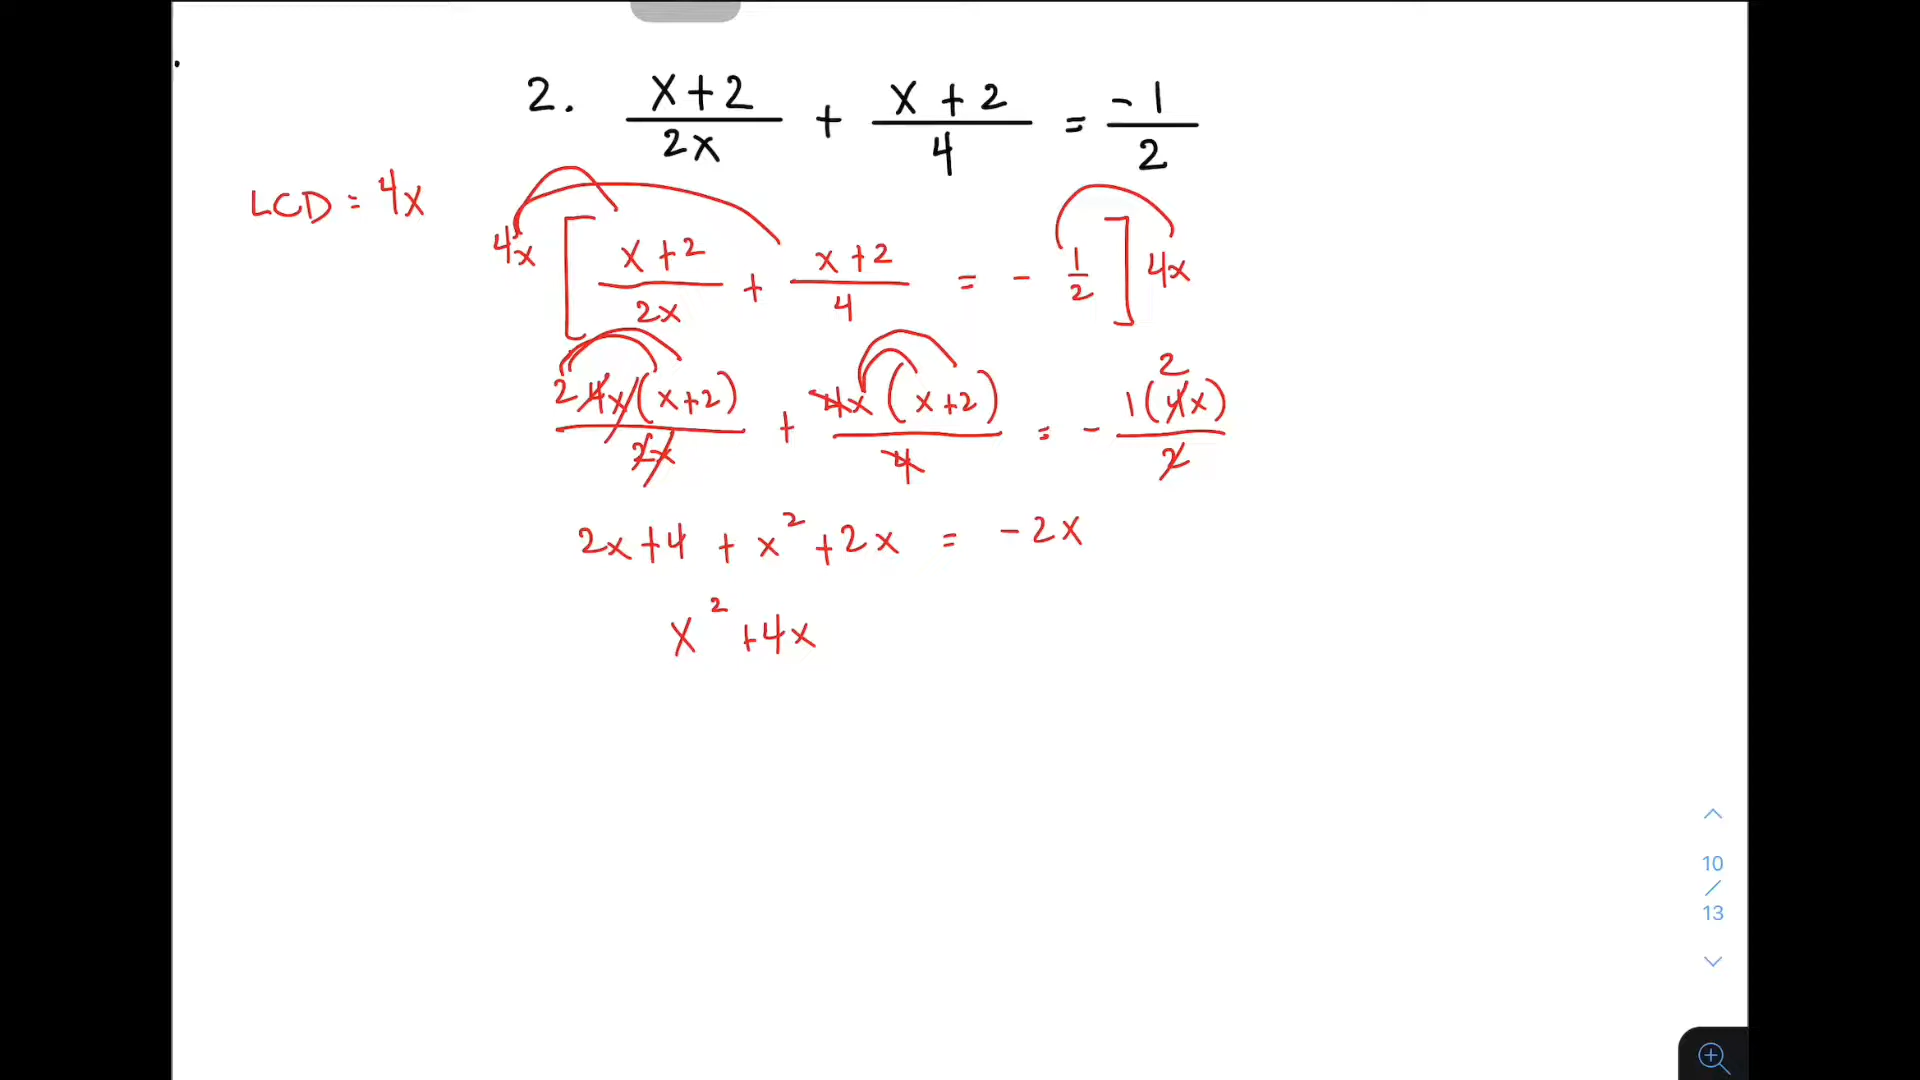 2. x+2/2x + x+2/4 = -1/2
LCD = 4x
4x [ x+2/2x + x+2/4 = - 1/2 ] 4x
2 4x(x+2)/2x + 4x(x+2)/4 = - 1(4x)/2 2
2x+4 + x² +2x = -2x
x² +4x
10
/
13